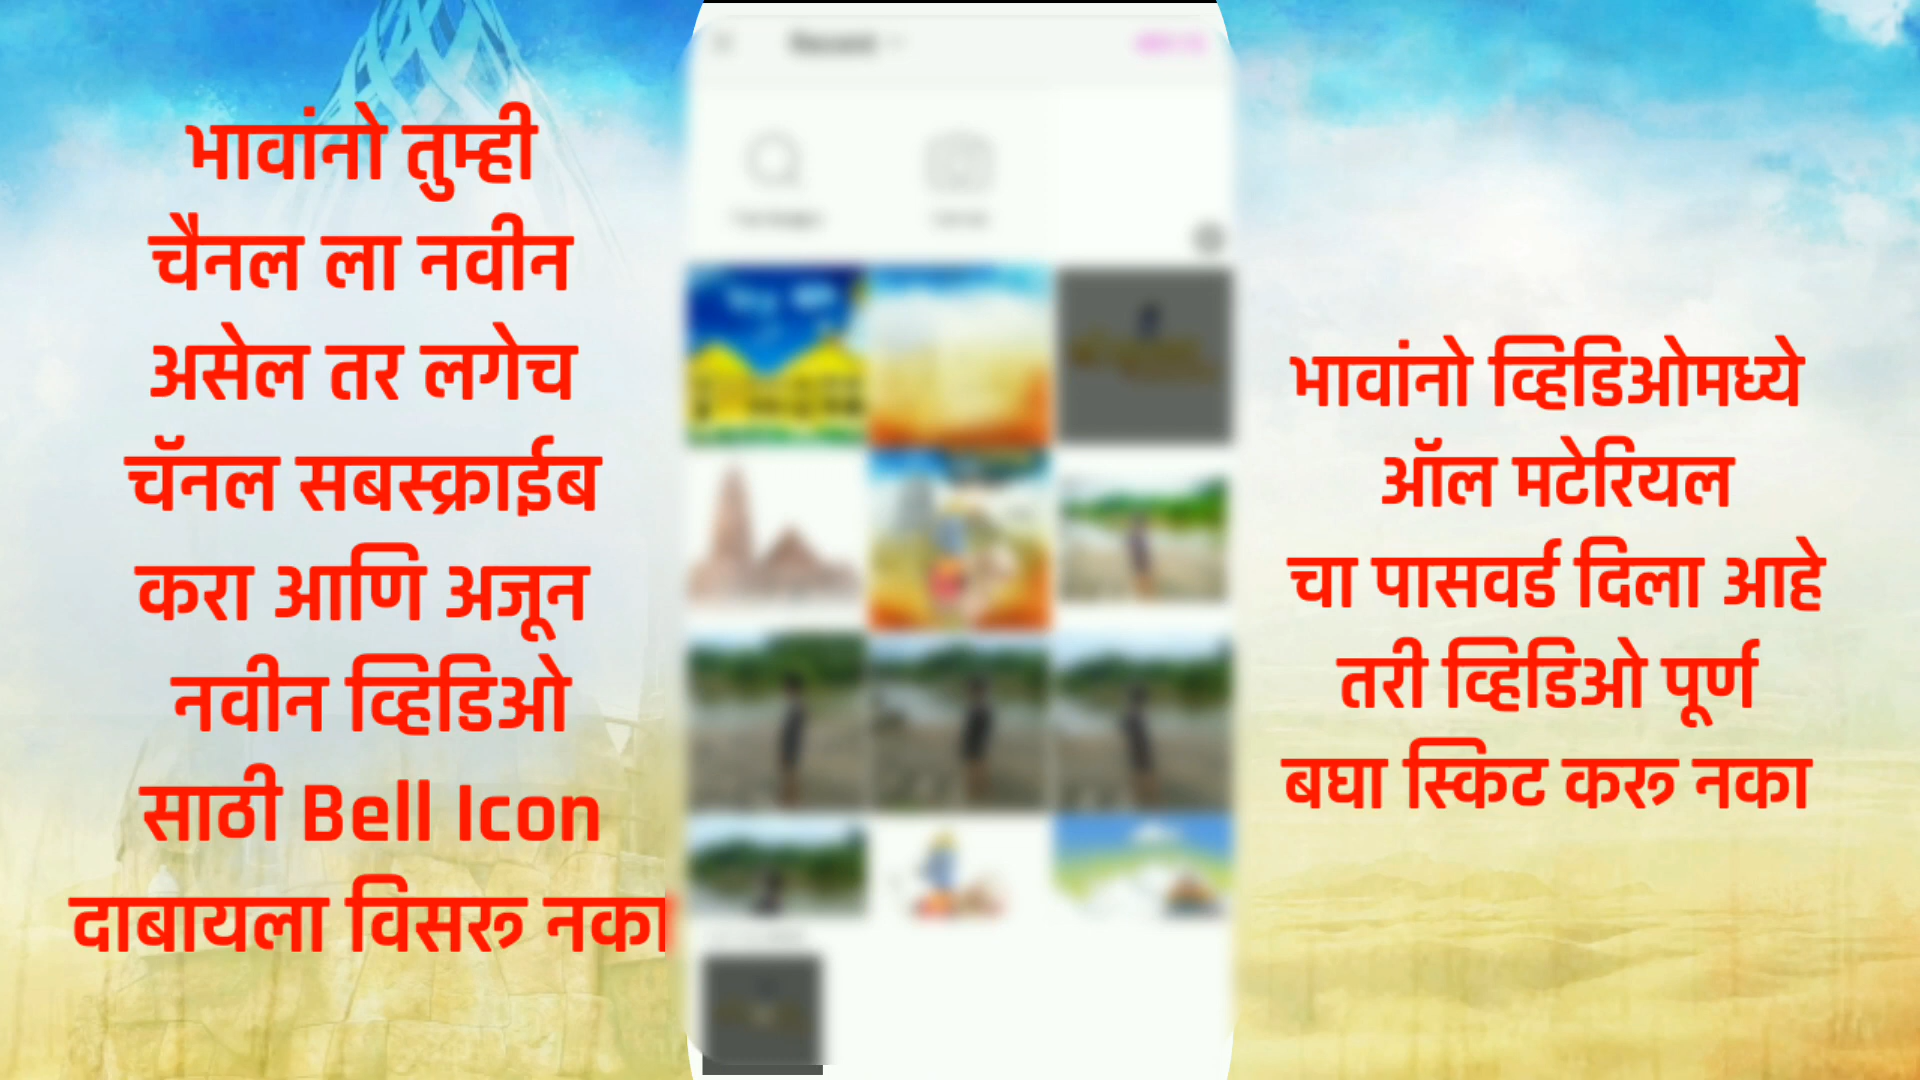 भावांनो तुम्ही
चैनल ला नवीन
असेल तर लगेच
चॅनल सबस्क्राईब
करा आणि अजून
नवीन व्हिडिओ
साठी Bell Icon
दाबायला विसरू नका
Recent
भावांनो व्हिडिओमध्ये
ऑल मटेरियल
चा पासवर्ड दिला आहे
तरी व्हिडिओ पूर्ण
बघा स्किट करू नका